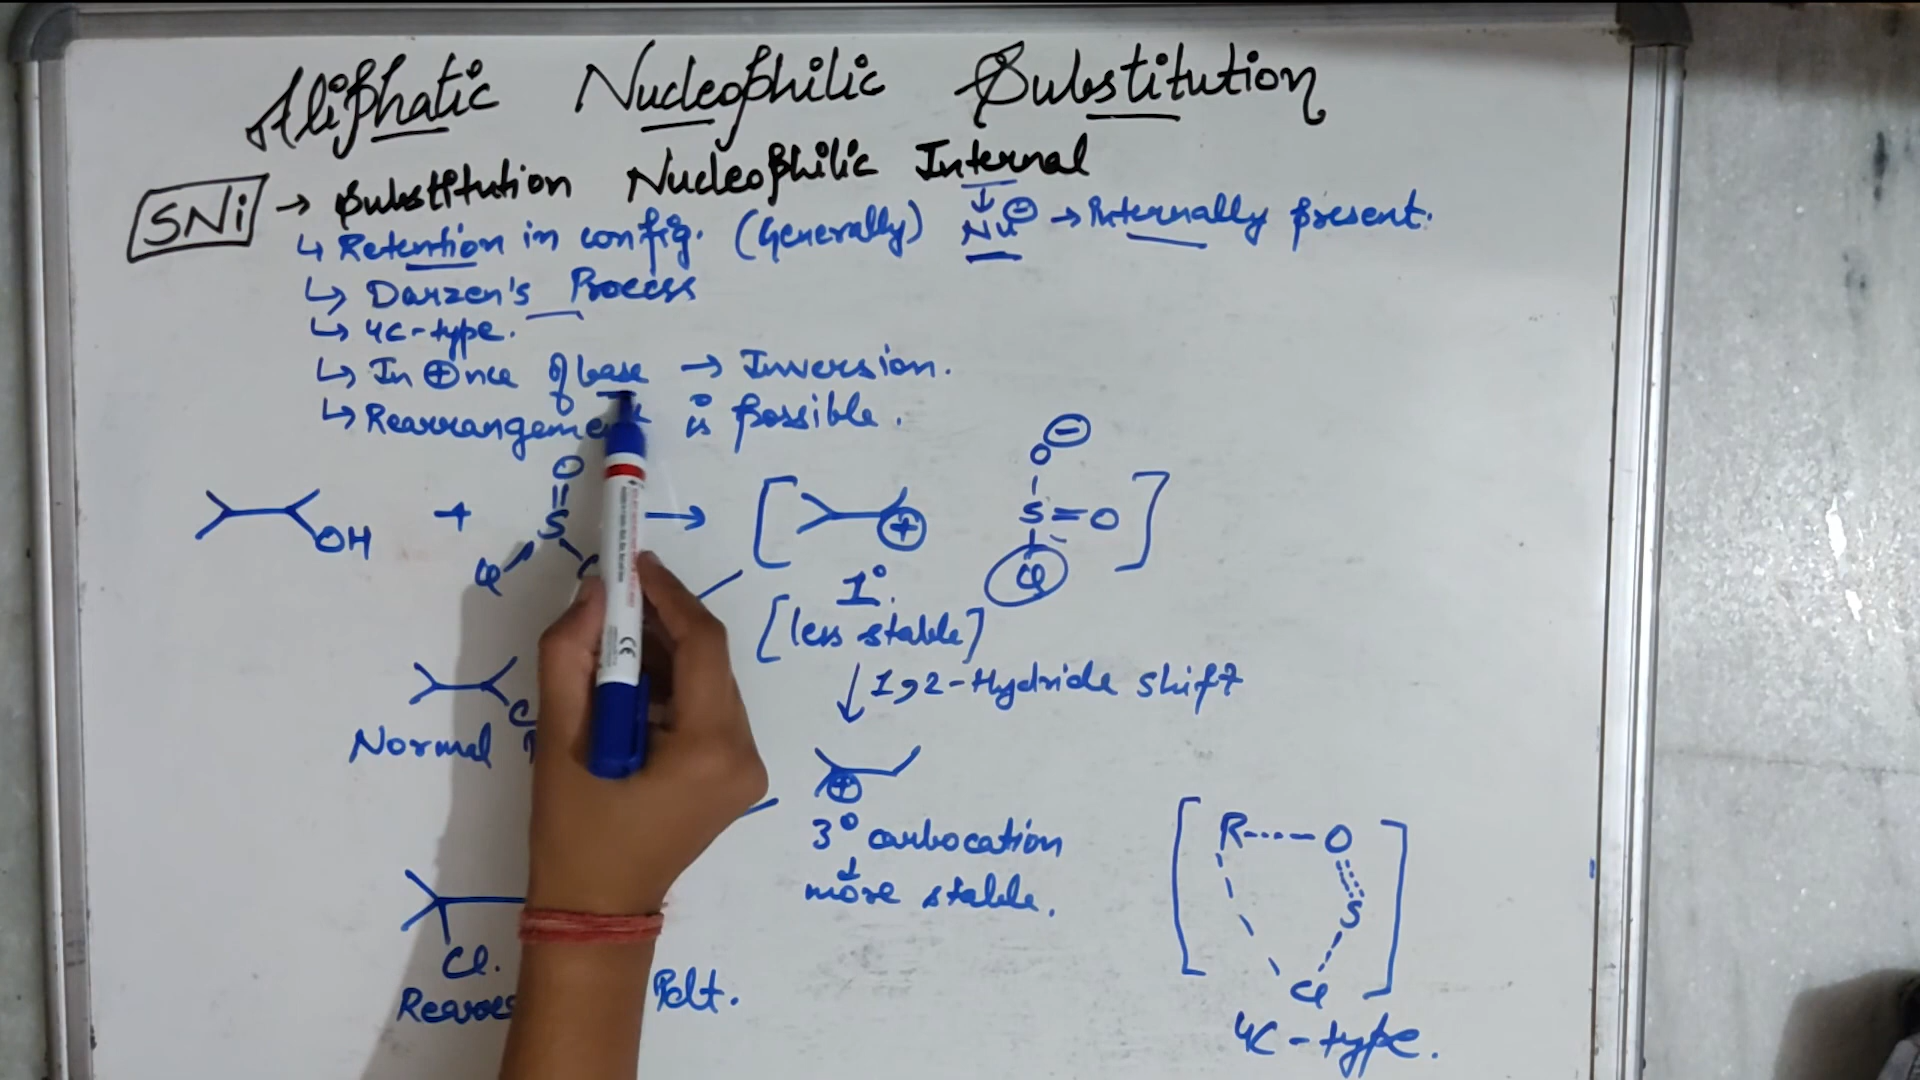 Aliphatic Nucleophilic Substitution
SNi → Substitution Nucleophilic Internal
↳ Retention in config. (Generally) ↓ Nu⊖ → Internally present.
↳ Darzen's Process
↳ 4C-type.
↳ In ⊕nce of base → Inversion.
↳ Rearrangement is possible.
OH + O S Cl → [ ⊕ O⊖ S=O Cl ]
1°.
[less stable]
↓ 1,2-Hydride shift
Cl
Normal
⊕
3° carbocation
↓
more stable.
Cl.
Pdt.
[R----O S Cl]
4C-type.